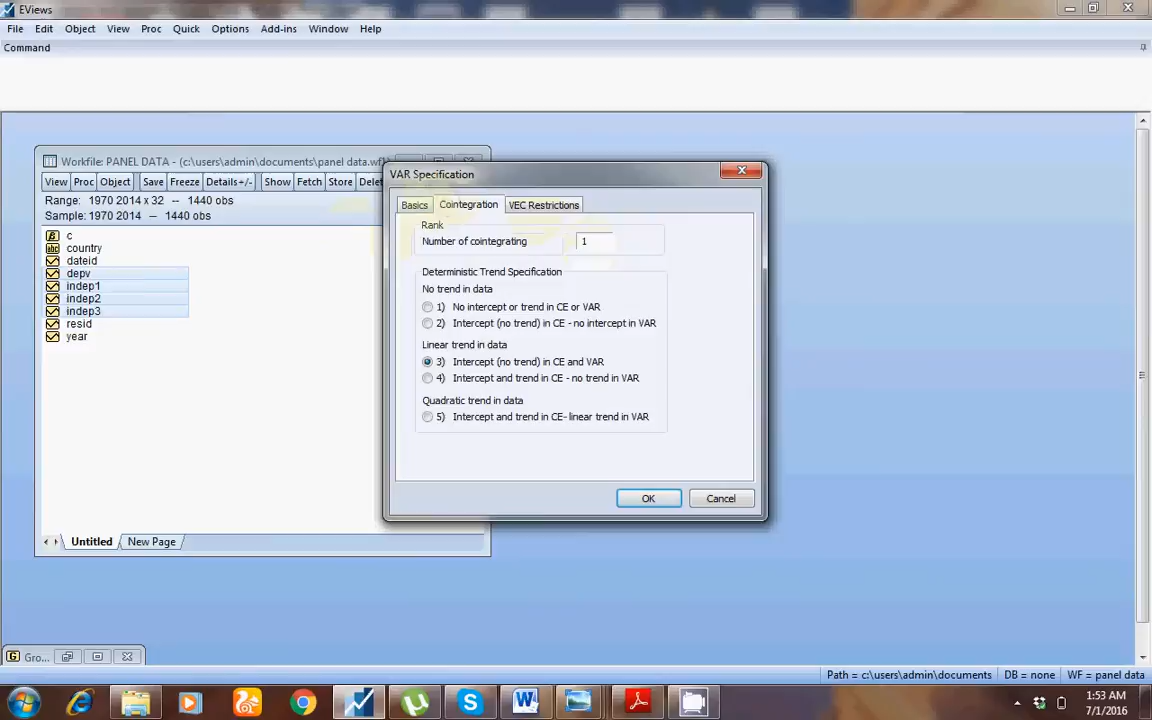 EViews
File Edit Object View Proc Quick Options Add-ins Window Help
Command
Workfile: PANEL DATA - (c:\users\admin\documents\panel data.wf
View Proc Object Save Freeze Details+/- Show Fetch Store Delet
Range: 1970 2014 x 32 -- 1440 obs
Sample: 1970 2014 -- 1440 obs
c
country
dateid
depv
indep1
indep2
indep3
resid
year
Untitled New Page
VAR Specification
Basics Cointegration VEC Restrictions
Rank
Number of cointegrating 1
Deterministic Trend Specification
No trend in data
1) No intercept or trend in CE or VAR
2) Intercept (no trend) in CE - no intercept in VAR
Linear trend in data
3) Intercept (no trend) in CE and VAR
4) Intercept and trend in CE - no trend in VAR
Quadratic trend in data
5) Intercept and trend in CE- linear trend in VAR
OK Cancel
G Gro...
Path = c:\users\admin\documents DB = none WF = panel data
1:53 AM
7/1/2016